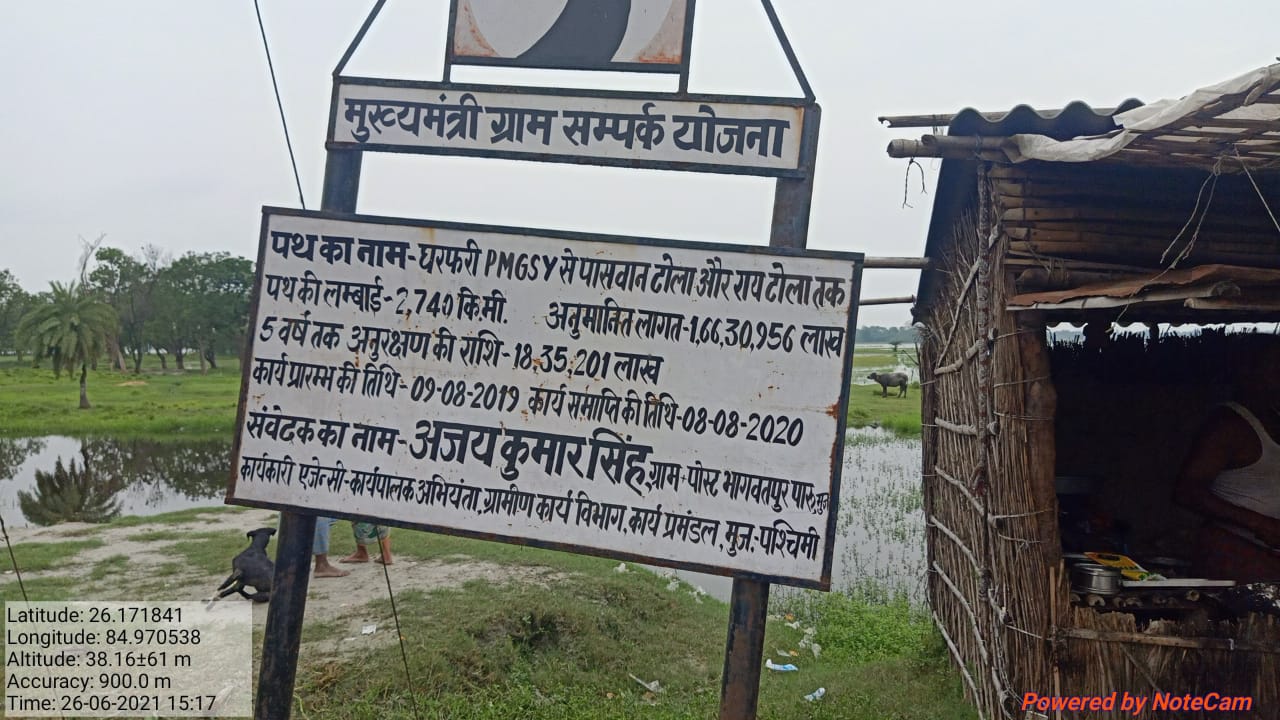 मुख्यमंत्री ग्राम सम्पर्क योजना
पथ का नाम-घरफरी PMGSY से पासवान टोला और राय टोला तक
पथ की लम्बाई-2,740 कि.मी. अनुमानित लागत-1,66,30,956 लाख
5 वर्ष तक अनुरक्षण की राशि-18,35,201 लाख
कार्य प्रारम्भ की तिथि-09-08-2019 कार्य समाप्ति की तिथि-08-08-2020
संवेदक का नाम-अजय कुमार सिंह,ग्राम+पोस्ट भागवतपुर पारु,मुज
कार्यकारी एजेन्सी-कार्यपालक अभियंता,ग्रामीण कार्य विभाग,कार्य प्रमंडल,मुज.पश्चिमी
Latitude: 26.171841
Longitude: 84.970538
Altitude: 38.16±61 m
Accuracy: 900.0 m
Time: 26-06-2021 15:17
Powered by NoteCam